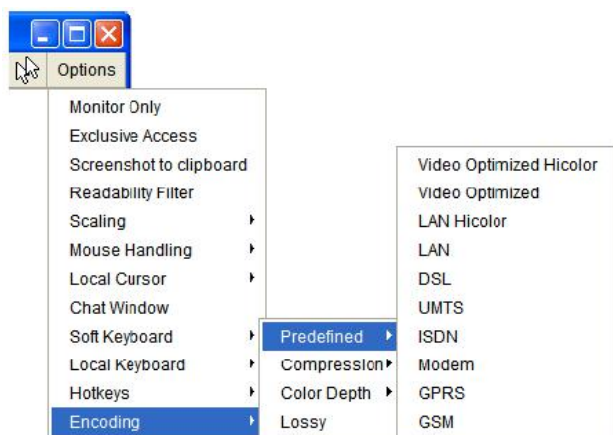 Options
Monitor Only
Exclusive Access
Screenshot to clipboard
Readability Filter
Scaling
Mouse Handling
Local Cursor
Chat Window
Soft Keyboard
Local Keyboard
Hotkeys
Encoding
Predefined
Compression
Color Depth
Lossy
Video Optimized Hicolor
Video Optimized
LAN Hicolor
LAN
DSL
UMTS
ISDN
Modem
GPRS
GSM